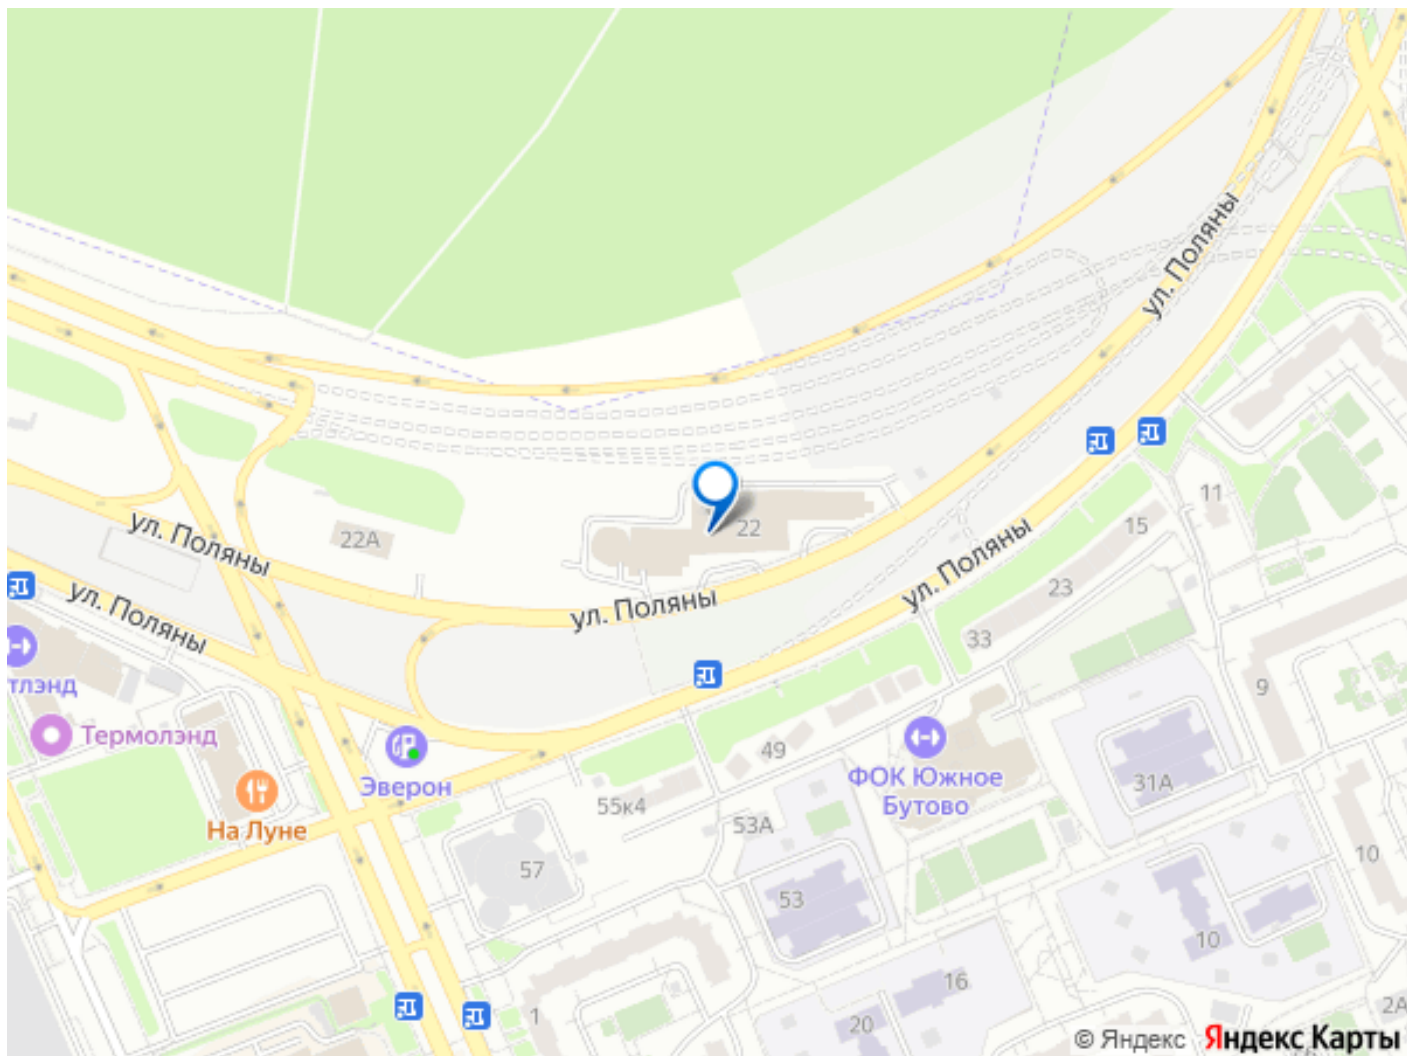 ул. Поляны
11
15
22
22А
ул. Поляны
ул. Поляны
23
ул. Поляны
ул. Поляны
33
тлэнд
9
Термолэнд
49
ФОК Южное
Бутово
31А
Эверон
55к4
На Луне
53А
10
57
53
10
16
1
20
2А
© Яндекс Яндекс Карты